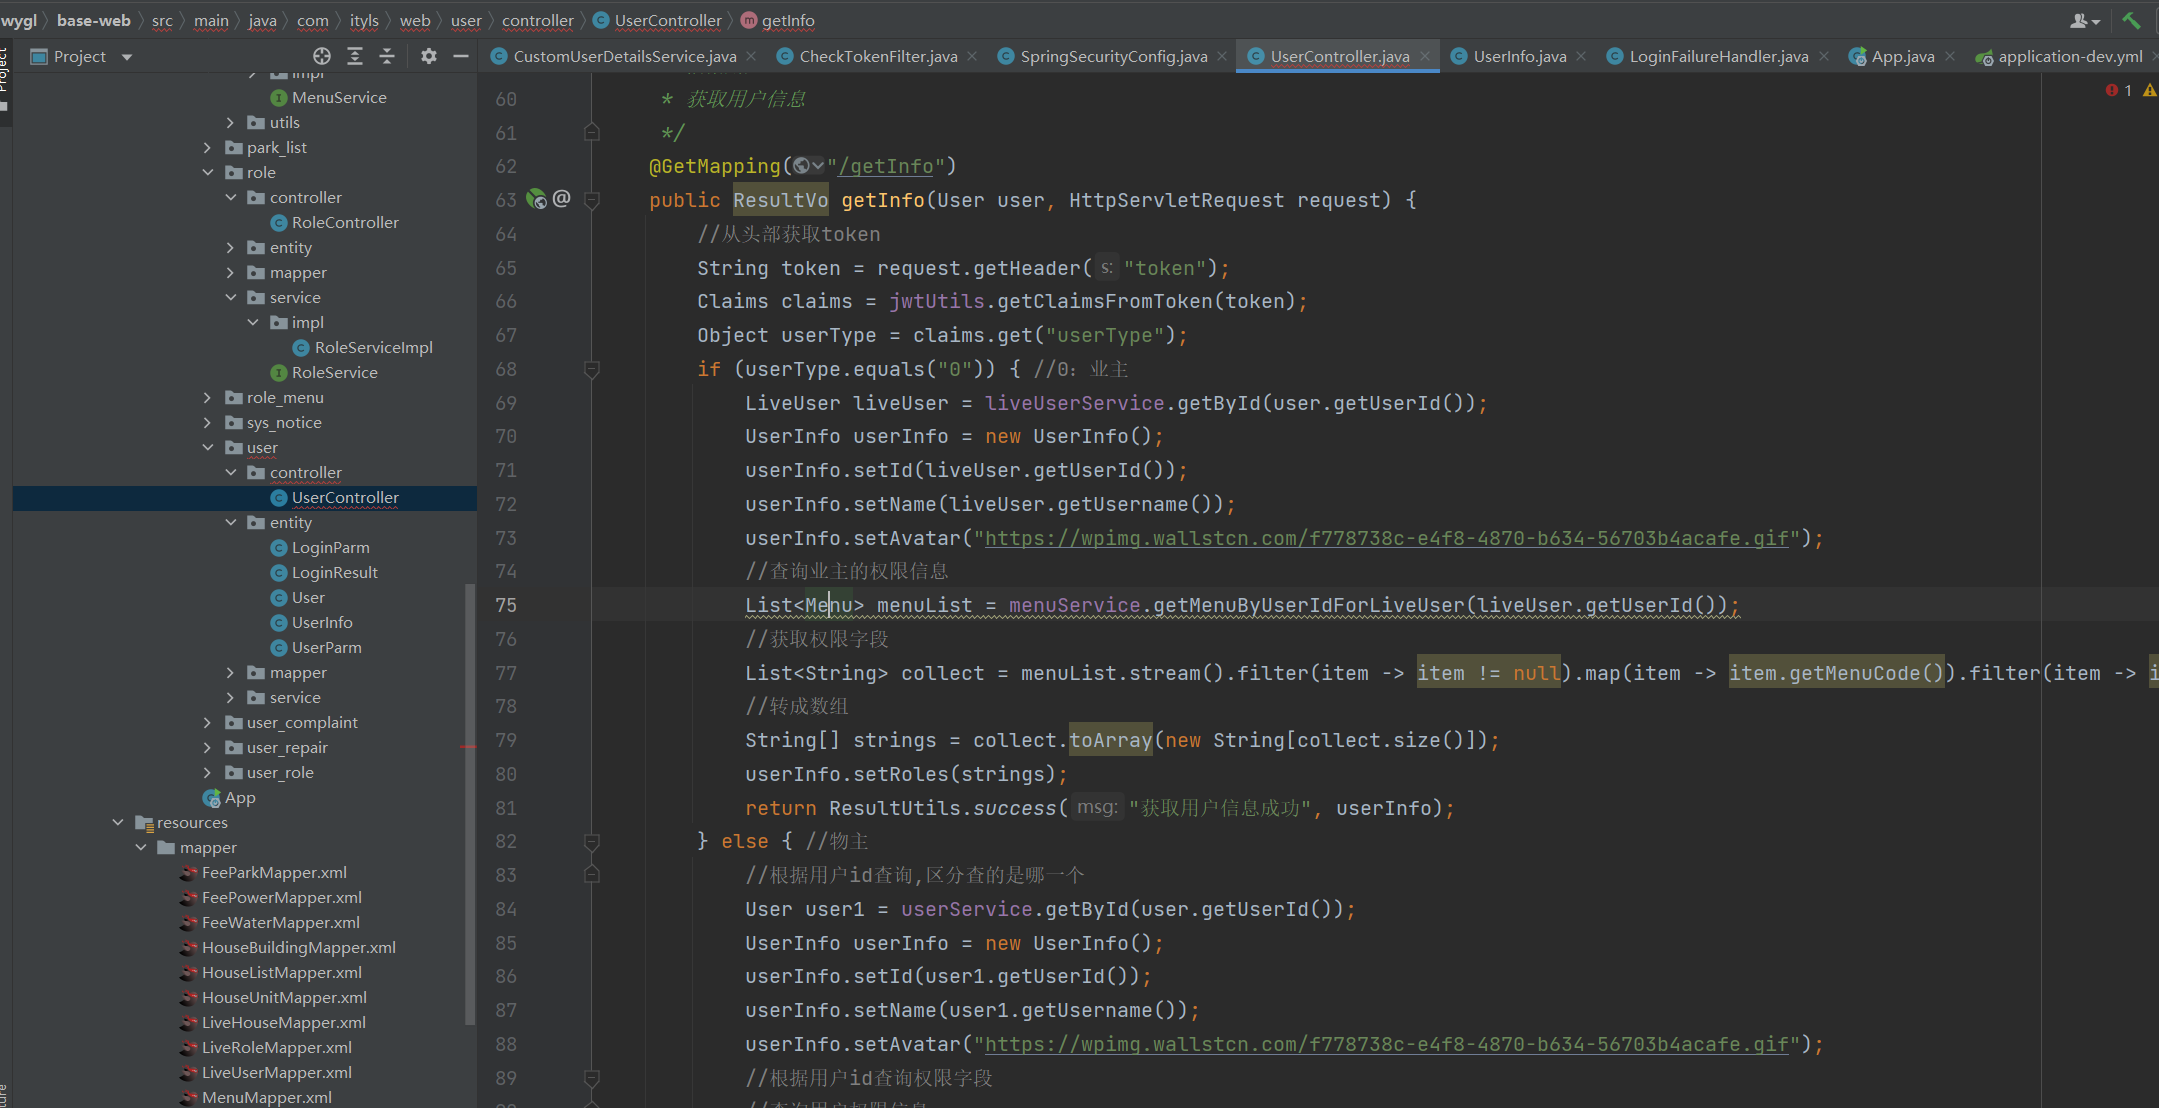 wygl base-web src main java com ityls web user controller UserController getInfo
Project
CustomUserDetailsService.java CheckTokenFilter.java SpringSecurityConfig.java UserController.java UserInfo.java LoginFailureHandler.java App.java application-dev.yml
Project
impl
MenuService
utils
park_list
role
controller
RoleController
entity
mapper
service
impl
RoleServiceImpl
RoleService
role_menu
sys_notice
user
controller
UserController
entity
LoginParm
LoginResult
User
UserInfo
UserParm
mapper
service
user_complaint
user_repair
user_role
App
resources
mapper
FeeParkMapper.xml
FeePowerMapper.xml
FeeWaterMapper.xml
HouseBuildingMapper.xml
HouseListMapper.xml
HouseUnitMapper.xml
LiveHouseMapper.xml
LiveRoleMapper.xml
LiveUserMapper.xml
MenuMapper.xml
1
60 * 获取用户信息
61 */
62 @GetMapping("/getInfo")
63 @ public ResultVo getInfo(User user, HttpServletRequest request) {
64 //从头部获取token
65 String token = request.getHeader( s: "token");
66 Claims claims = jwtUtils.getClaimsFromToken(token);
67 Object userType = claims.get("userType");
68 if (userType.equals("0")) { //0: 业主
69 LiveUser liveUser = liveUserService.getById(user.getUserId());
70 UserInfo userInfo = new UserInfo();
71 userInfo.setId(liveUser.getUserId());
72 userInfo.setName(liveUser.getUsername());
73 userInfo.setAvatar("https://wpimg.wallstcn.com/f778738c-e4f8-4870-b634-56703b4acafe.gif");
74 //查询业主的权限信息
75 List<Menu> menuList = menuService.getMenuByUserIdForLiveUser(liveUser.getUserId());
76 //获取权限字段
77 List<String> collect = menuList.stream().filter(item -> item != null).map(item -> item.getMenuCode()).filter(item -> i
78 //转成数组
79 String[] strings = collect.toArray(new String[collect.size()]);
80 userInfo.setRoles(strings);
81 return ResultUtils.success( msg: "获取用户信息成功", userInfo);
82 } else { //物主
83 //根据用户id查询,区分查的是哪一个
84 User user1 = userService.getById(user.getUserId());
85 UserInfo userInfo = new UserInfo();
86 userInfo.setId(user1.getUserId());
87 userInfo.setName(user1.getUsername());
88 userInfo.setAvatar("https://wpimg.wallstcn.com/f778738c-e4f8-4870-b634-56703b4acafe.gif");
89 //根据用户id查询权限字段